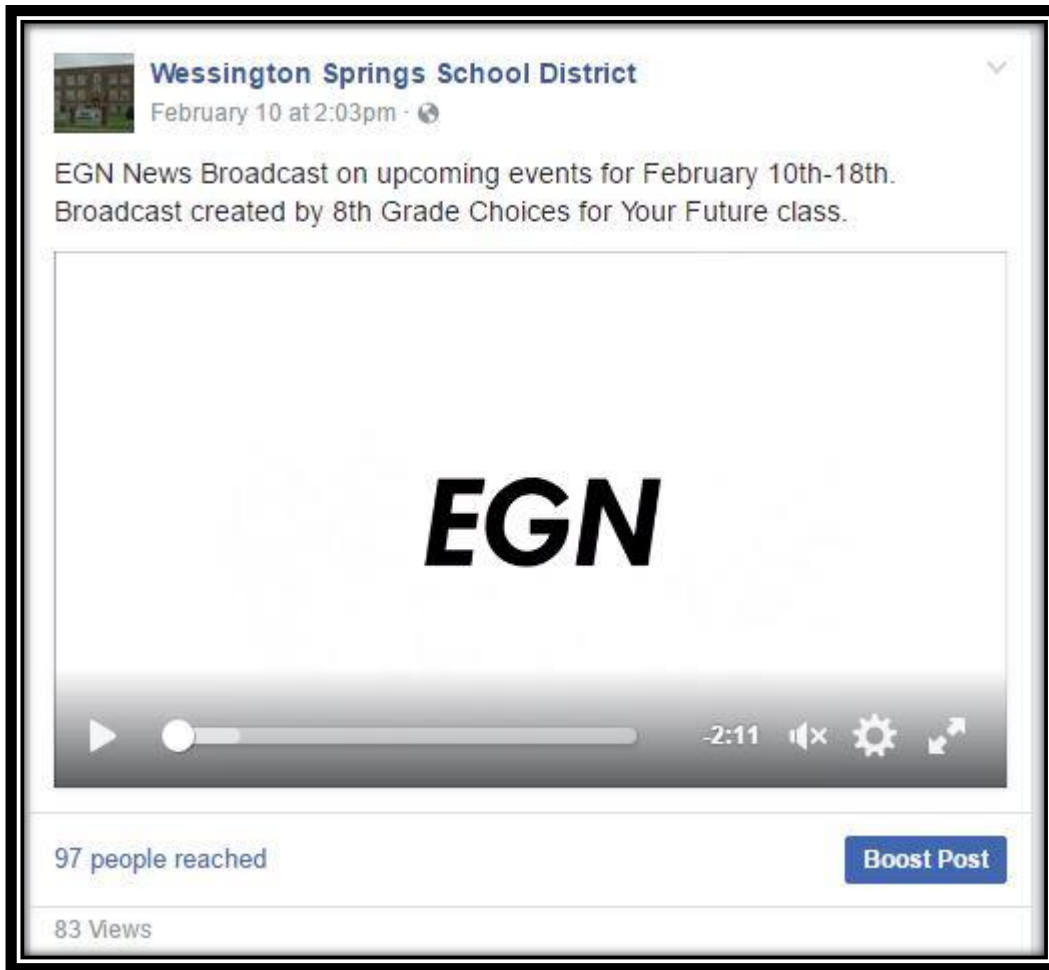 Wessington Springs School District
February 10 at 2:03pm ·
EGN News Broadcast on upcoming events for February 10th-18th.
Broadcast created by 8th Grade Choices for Your Future class.
EGN
-2:11
97 people reached
Boost Post
83 Views